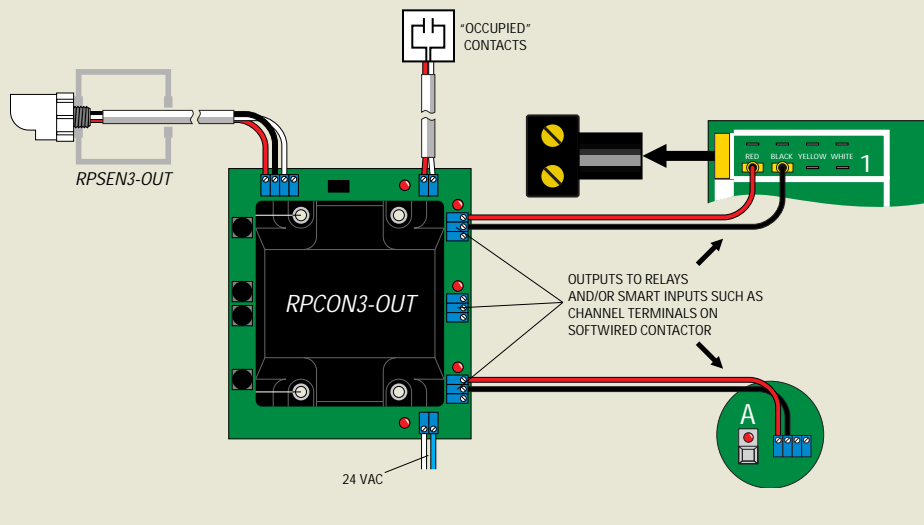 "OCCUPIED"
CONTACTS
RPSEN3-OUT
RED BLACK YELLOW WHITE 1
RPCON3-OUT
OUTPUTS TO RELAYS
AND/OR SMART INPUTS SUCH AS
CHANNEL TERMINALS ON
SOFTWIRED CONTACTOR
A
24 VAC